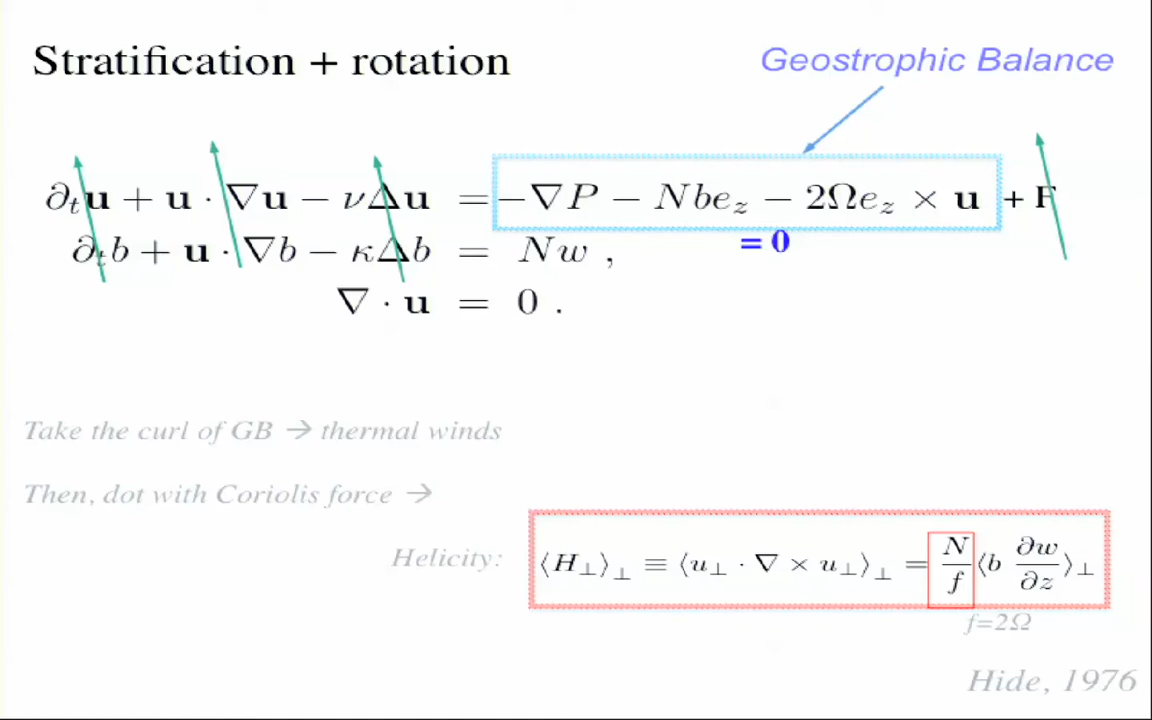 Stratification + rotation
Geostrophic Balance
∂ₜu + u · ∇u − νΔu = −∇P − Nbe_z − 2Ωe_z × u + F
= 0
∂ₜb + u · ∇b − κΔb = Nw ,
∇ · u = 0 .
Take the curl of GB → thermal winds
Then, dot with Coriolis force →
Helicity: ⟨H⊥⟩⊥ ≡ ⟨u⊥ · ∇ × u⊥⟩⊥ = N/f ⟨b ∂w/∂z⟩⊥
f=2Ω
Hide, 1976